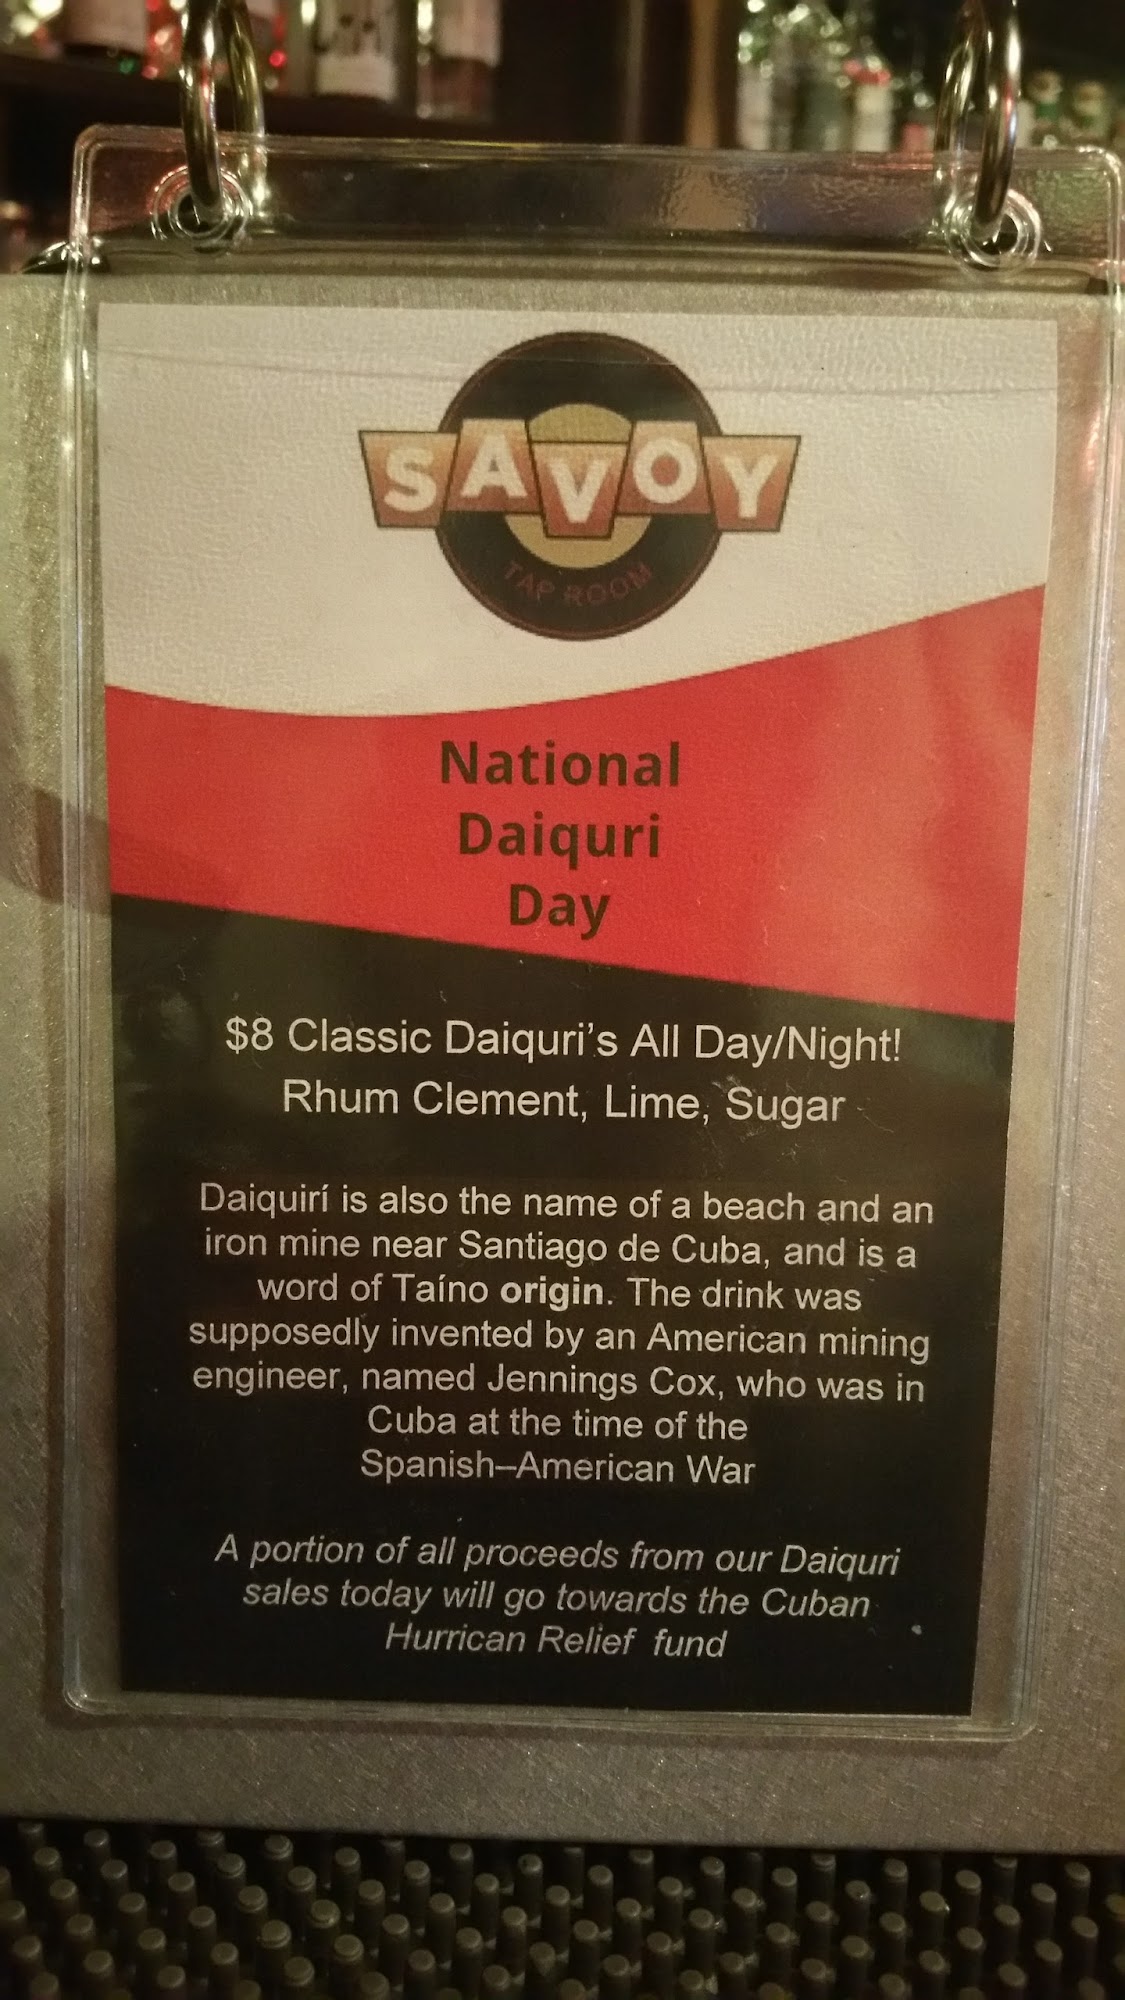 SAVOY
TAP ROOM
National
Daiquri
Day
$8 Classic Daiquri's All Day/Night!
Rhum Clement, Lime, Sugar
Daiquirí is also the name of a beach and an
iron mine near Santiago de Cuba, and is a
word of Taíno origin. The drink was
supposedly invented by an American mining
engineer, named Jennings Cox, who was in
Cuba at the time of the
Spanish–American War
A portion of all proceeds from our Daiquri
sales today will go towards the Cuban
Hurrican Relief fund